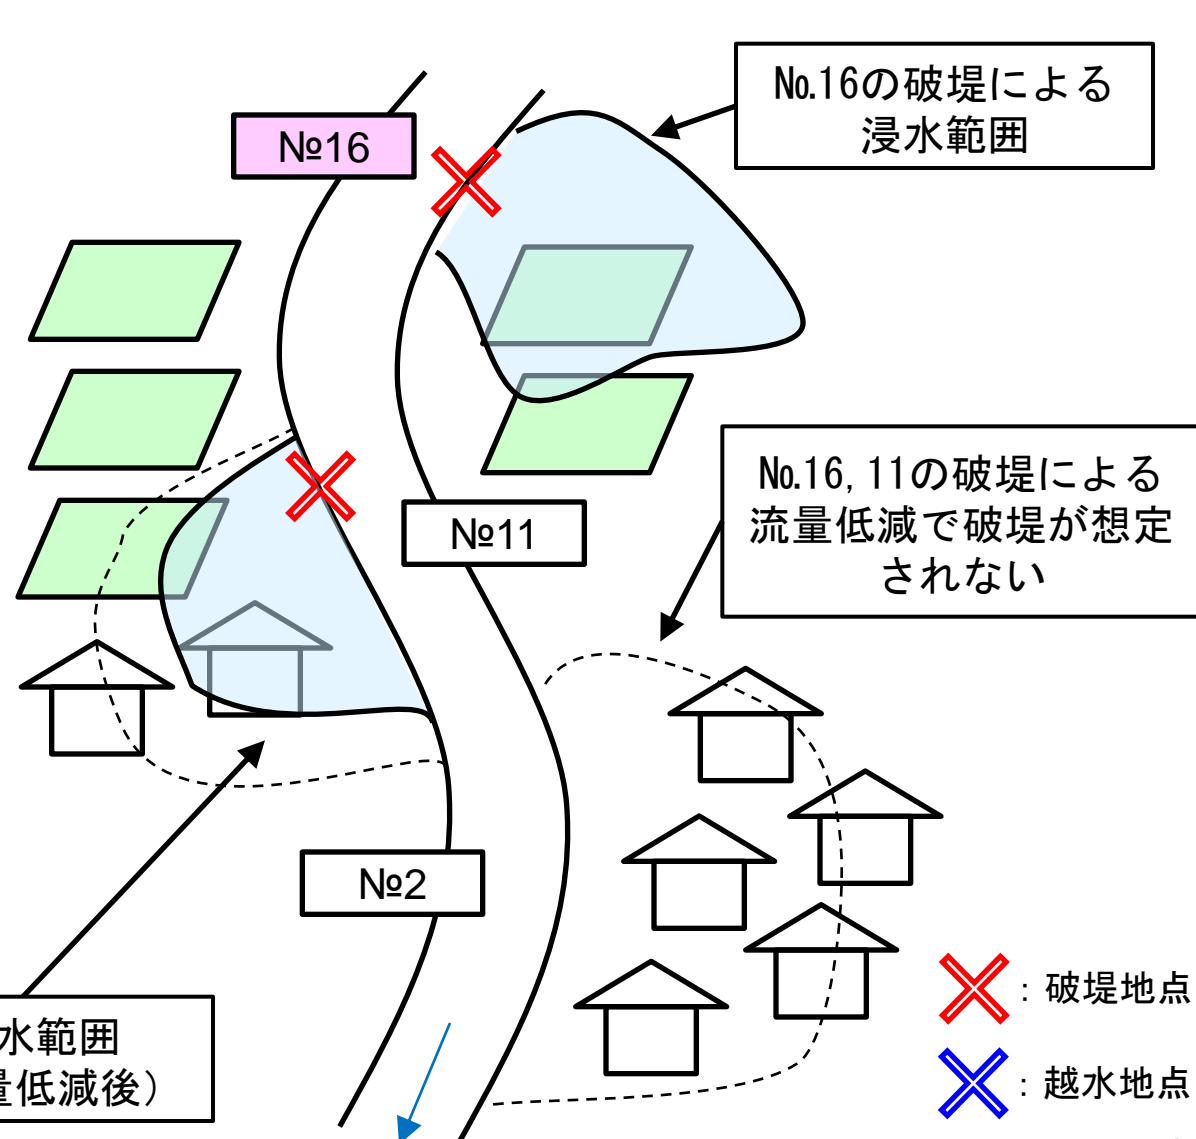 №16の破堤による
浸水範囲
№16
№16,11の破堤による
流量低減で破堤が想定
されない
№11
№2
：破堤地点
水範囲
量低減後）
：越水地点